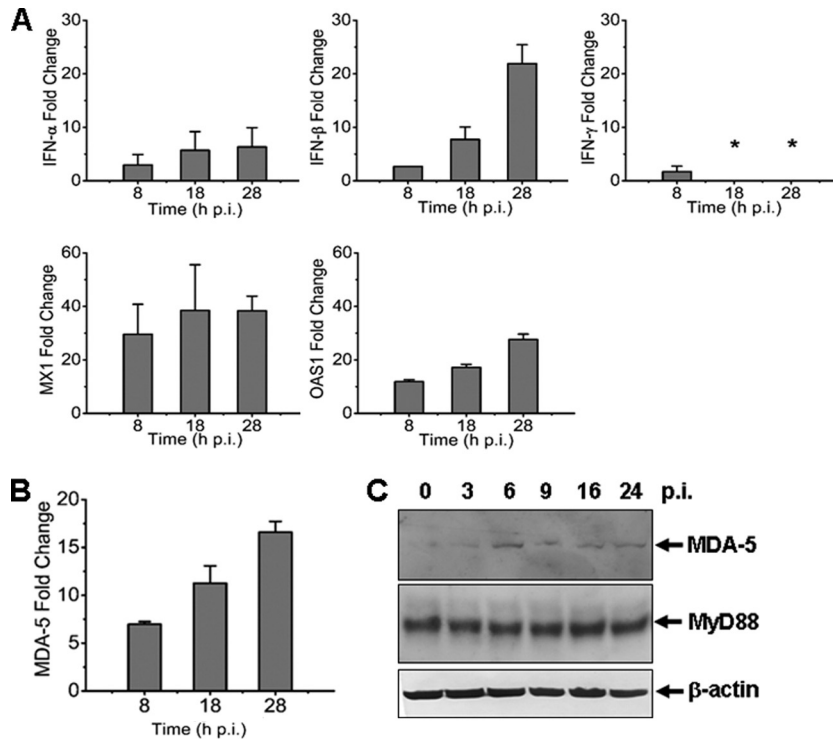 A
IFN-α Fold Change
30
20
10
0
8 18 28
Time (h p.i.)
IFN-β Fold Change
30
20
10
0
8 18 28
Time (h p.i.)
IFN-γ Fold Change
30
20
10
0
* *
8 18 28
Time (h p.i.)
MX1 Fold Change
60
40
20
0
8 18 28
Time (h p.i.)
OAS1 Fold Change
60
40
20
0
8 18 28
Time (h p.i.)
B
MDA-5 Fold Change
20
15
10
5
0
8 18 28
Time (h p.i.)
C 0 3 6 9 16 24 p.i.
MDA-5
MyD88
β-actin